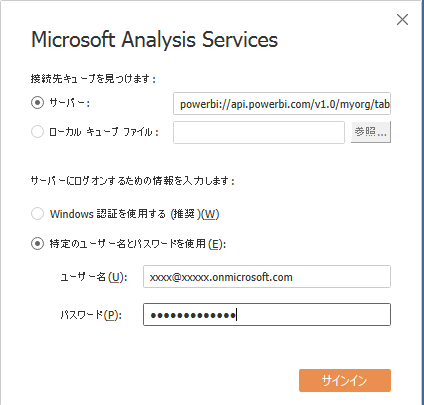 Microsoft Analysis Services
接続先キューブを見つけます:
サーバー:
powerbi://api.powerbi.com/v1.0/myorg/tab
ローカル キューブ ファイル:
参照...
サーバーにログオンするための情報を入力します:
Windows 認証を使用する (推奨)(W)
特定のユーザー名とパスワードを使用(E):
ユーザー名(U):
xxxx@xxxxx.onmicrosoft.com
パスワード(P):
●●●●●●●●●●●●●
サインイン